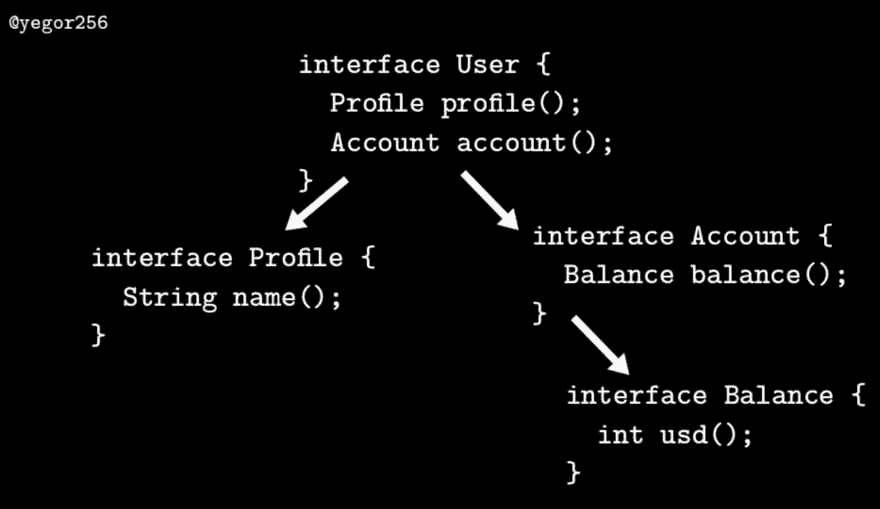 @yegor256
interface User {
Profile profile();
Account account();
}
interface Profile {
String name();
}
interface Account {
Balance balance();
}
interface Balance {
int usd();
}